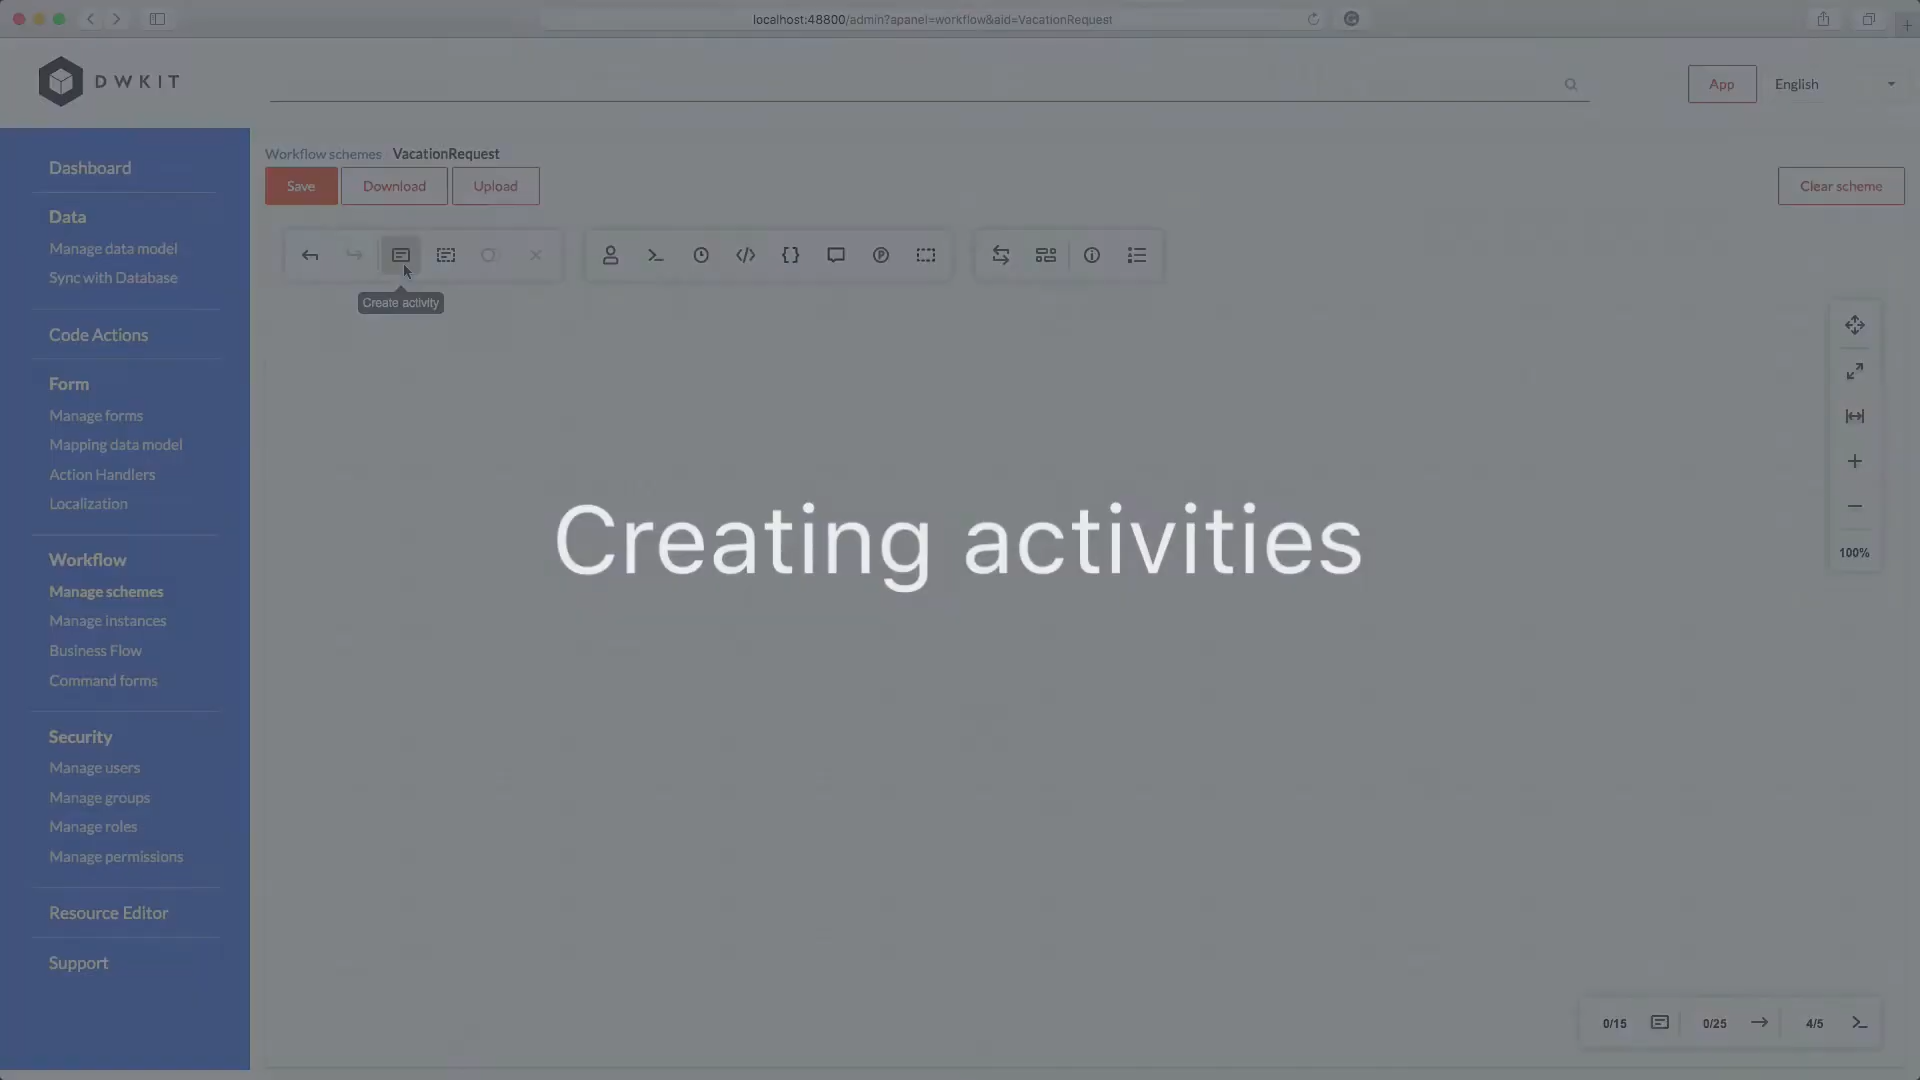 localhost:48800/admin?apanel=workflow&aid=VacationRequest
DWKIT
App
English
Workflow schemes VacationRequest
Save
Download
Upload
Clear scheme
Create activity
Dashboard
Data
Manage data model
Sync with Database
Code Actions
Form
Manage forms
Mapping data model
Action Handlers
Localization
Workflow
Manage schemes
Manage instances
Business Flow
Command forms
Security
Manage users
Manage groups
Manage roles
Manage permissions
Resource Editor
Support
Creating activities
100%
0/15
0/25
4/5